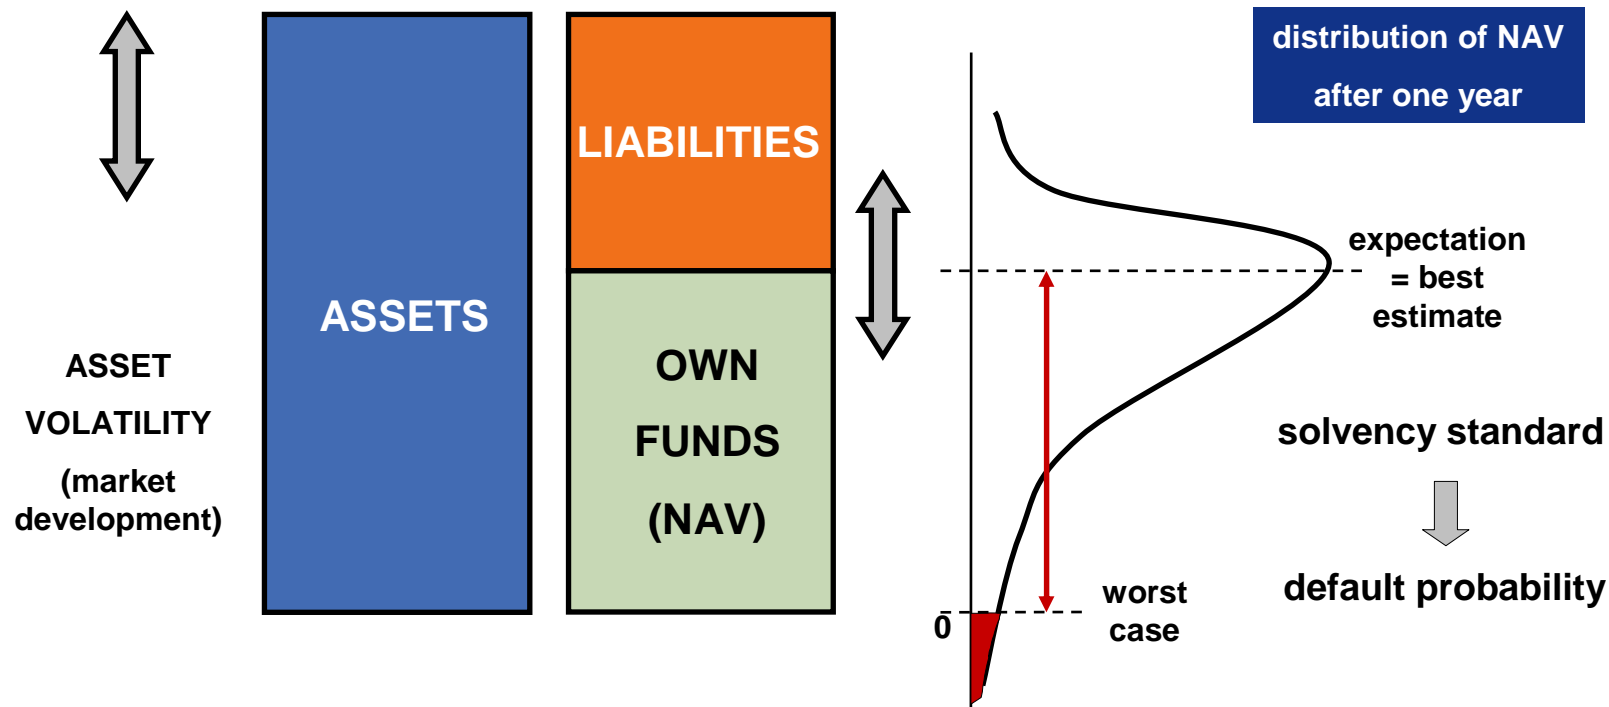 ASSET
VOLATILITY
(market
development)
ASSETS
LIABILITIES
OWN
FUNDS
(NAV)
distribution of NAV
after one year
expectation
= best
estimate
solvency standard
default probability
worst
case
0